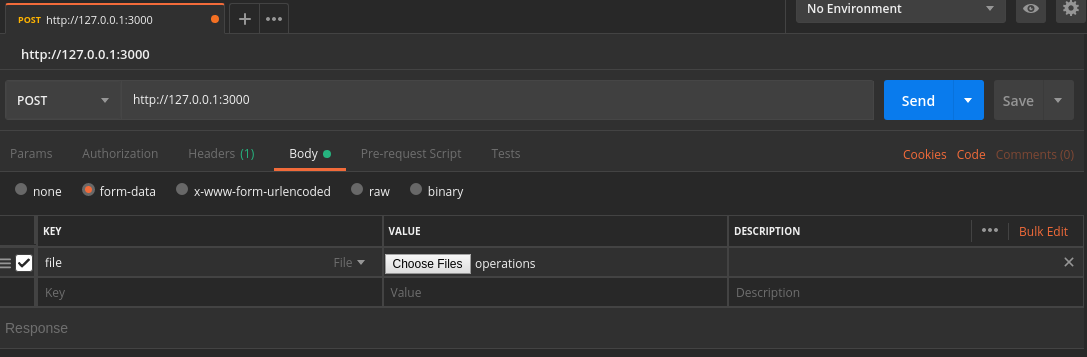 POST http://127.0.0.1:3000
No Environment
http://127.0.0.1:3000
POST http://127.0.0.1:3000 Send Save
Params Authorization Headers (1) Body Pre-request Script Tests Cookies Code Comments (0)
none form-data x-www-form-urlencoded raw binary
KEY VALUE DESCRIPTION Bulk Edit
file File Choose Files operations
Key Value Description
Response